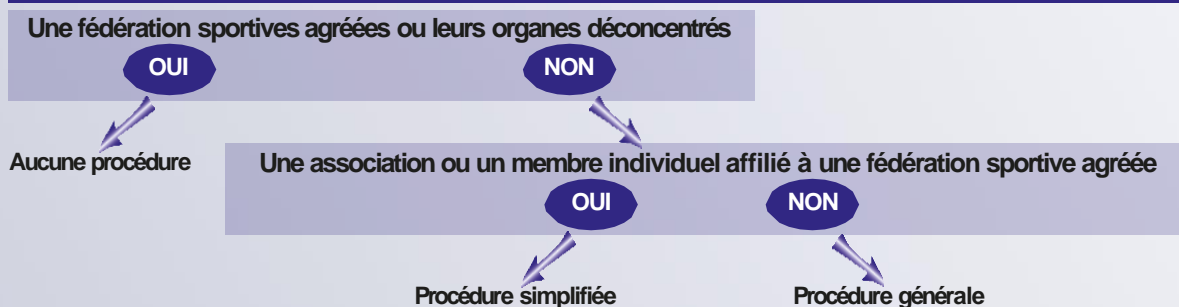 Une fédération sportives agréées ou leurs organes déconcentrés
OUI NON
Aucune procédure
Une association ou un membre individuel affilié à une fédération sportive agréée
OUI NON
Procédure simplifiée Procédure générale